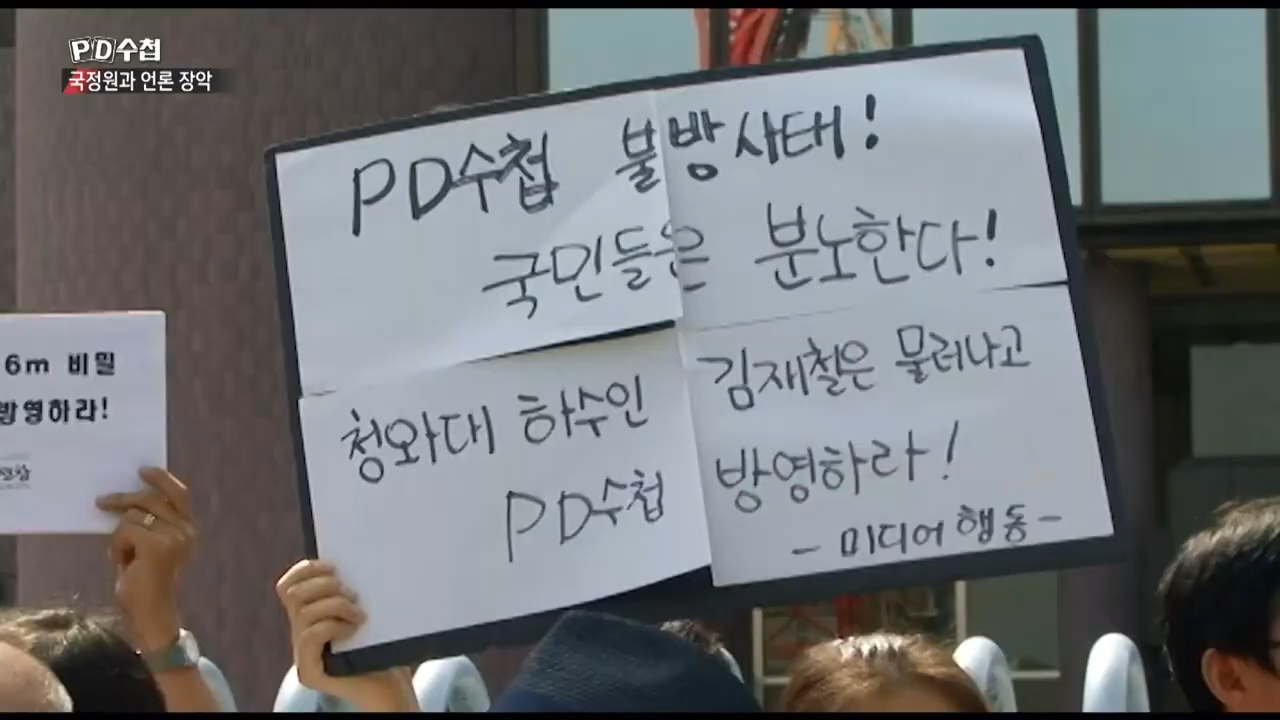 PD수첩
국정원과 언론 장악
PD수첩 불방사태!
국민들은 분노한다!
청와대 하수인 김재철은 물러나고
PD수첩 방영하라!
- 미디어행동 -
6m 비밀
방영하라!